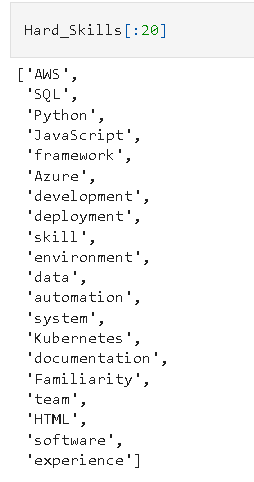 Hard_Skills[:20]
['AWS',
'SQL',
'Python',
'JavaScript',
'framework',
'Azure',
'development',
'deployment',
'skill',
'environment',
'data',
'automation',
'system',
'Kubernetes',
'documentation',
'Familiarity',
'team',
'HTML',
'software',
'experience']